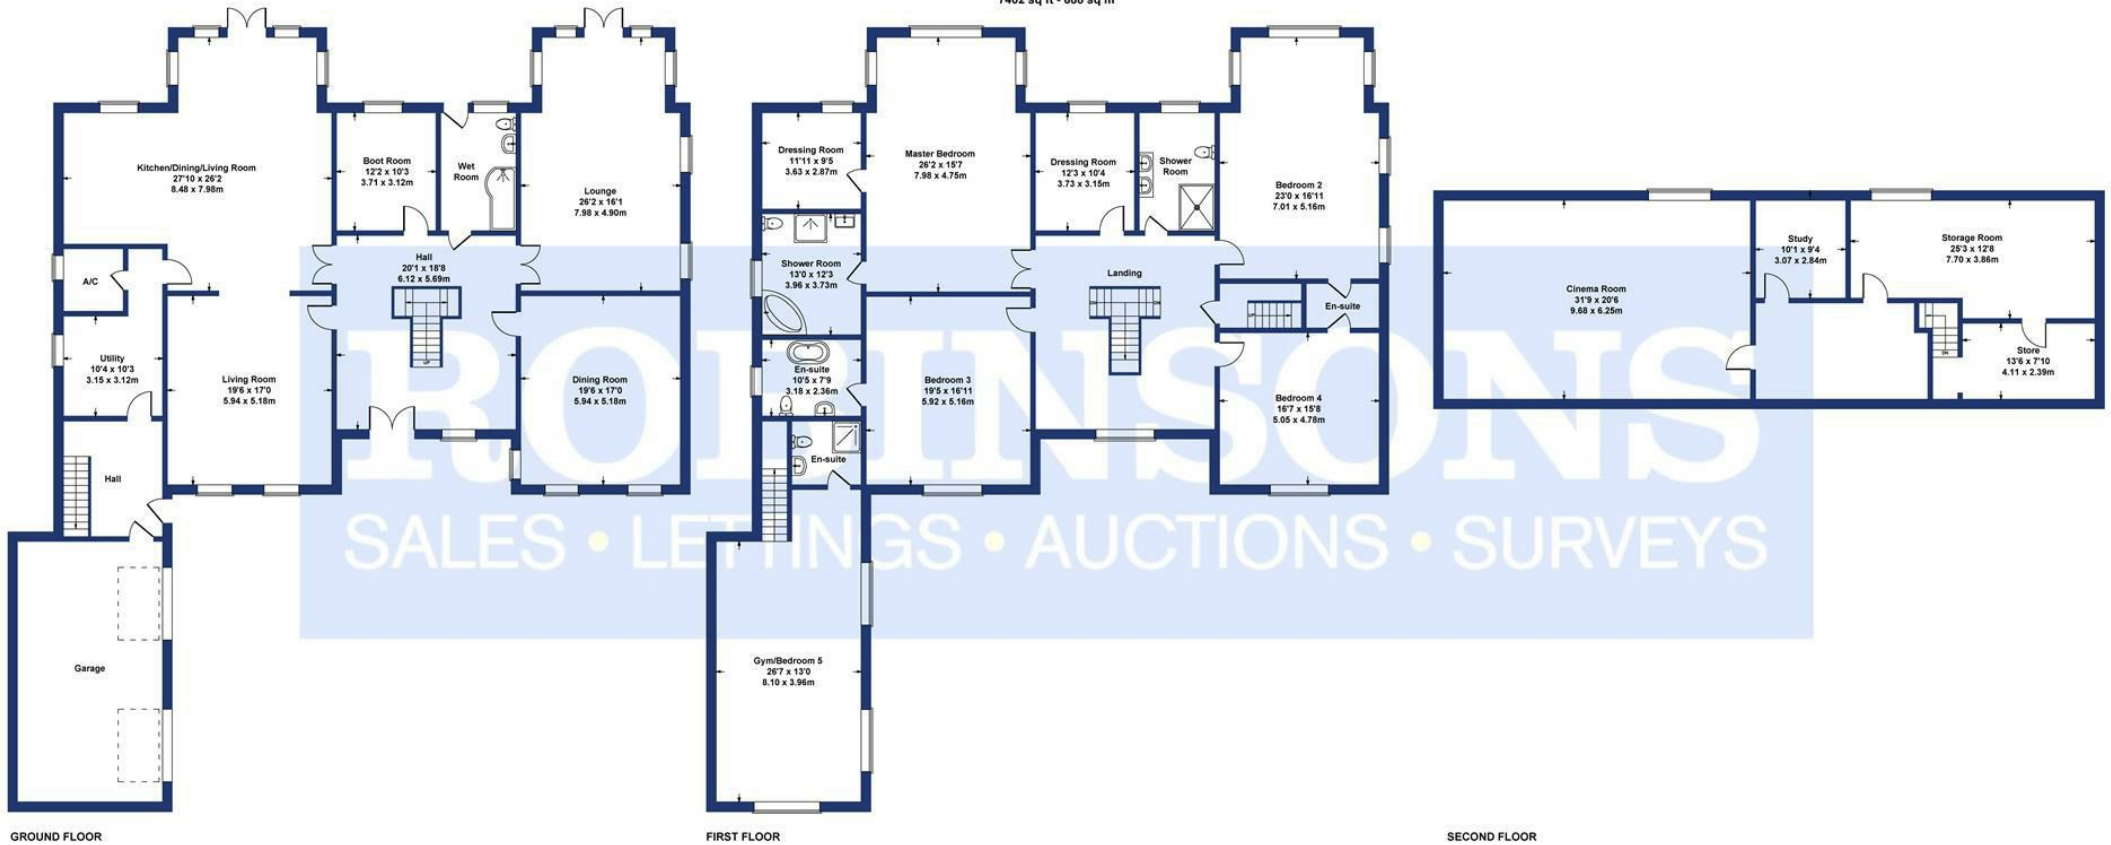 7402 sq ft - 688 sq m
Kitchen/Dining/Living Room
27'10 x 26'2
8.48 x 7.98m
Boot Room
12'2 x 10'3
3.71 x 3.12m
Wet
Room
Lounge
26'2 x 16'1
7.98 x 4.90m
A/C
Hall
20'1 x 18'8
6.12 x 5.69m
UP
Utility
10'4 x 10'3
3.15 x 3.12m
Living Room
19'6 x 17'0
5.94 x 5.18m
Dining Room
19'6 x 17'0
5.94 x 5.18m
Hall
Garage
GROUND FLOOR
Dressing Room
11'11 x 9'5
3.63 x 2.87m
Master Bedroom
26'2 x 15'7
7.98 x 4.75m
Dressing Room
12'3 x 10'4
3.73 x 3.15m
Shower
Room
Bedroom 2
23'0 x 16'11
7.01 x 5.16m
Shower Room
13'0 x 12'3
3.96 x 3.73m
Landing
UP
En-suite
En-suite
10'5 x 7'9
3.18 x 2.36m
Bedroom 3
19'5 x 16'11
5.92 x 5.16m
Bedroom 4
16'7 x 15'8
5.05 x 4.78m
En-suite
Gym/Bedroom 5
26'7 x 13'0
8.10 x 3.96m
FIRST FLOOR
Cinema Room
31'9 x 20'6
9.68 x 6.25m
Study
10'1 x 9'4
3.07 x 2.84m
Storage Room
25'3 x 12'8
7.70 x 3.86m
DN
Store
13'6 x 7'10
4.11 x 2.39m
SECOND FLOOR
ROBINSONS
SALES • LETTINGS • AUCTIONS • SURVEYS